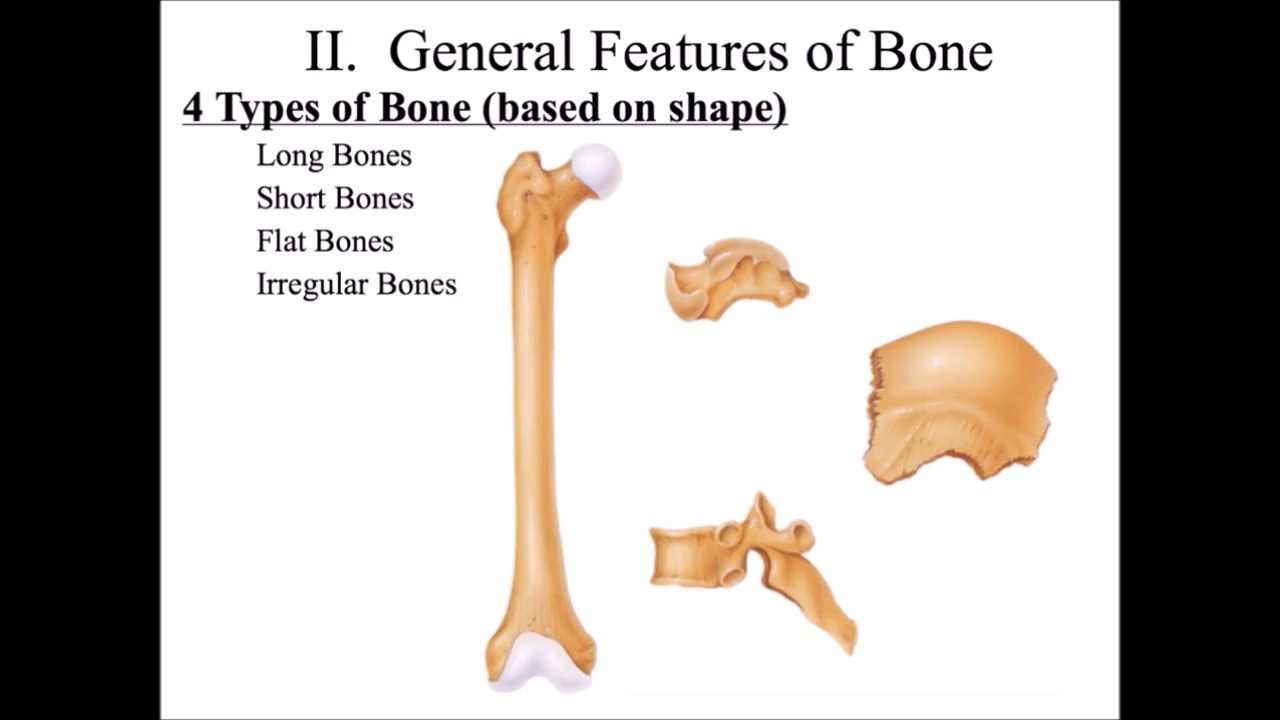 II. General Features of Bone
4 Types of Bone (based on shape)
Long Bones
Short Bones
Flat Bones
Irregular Bones